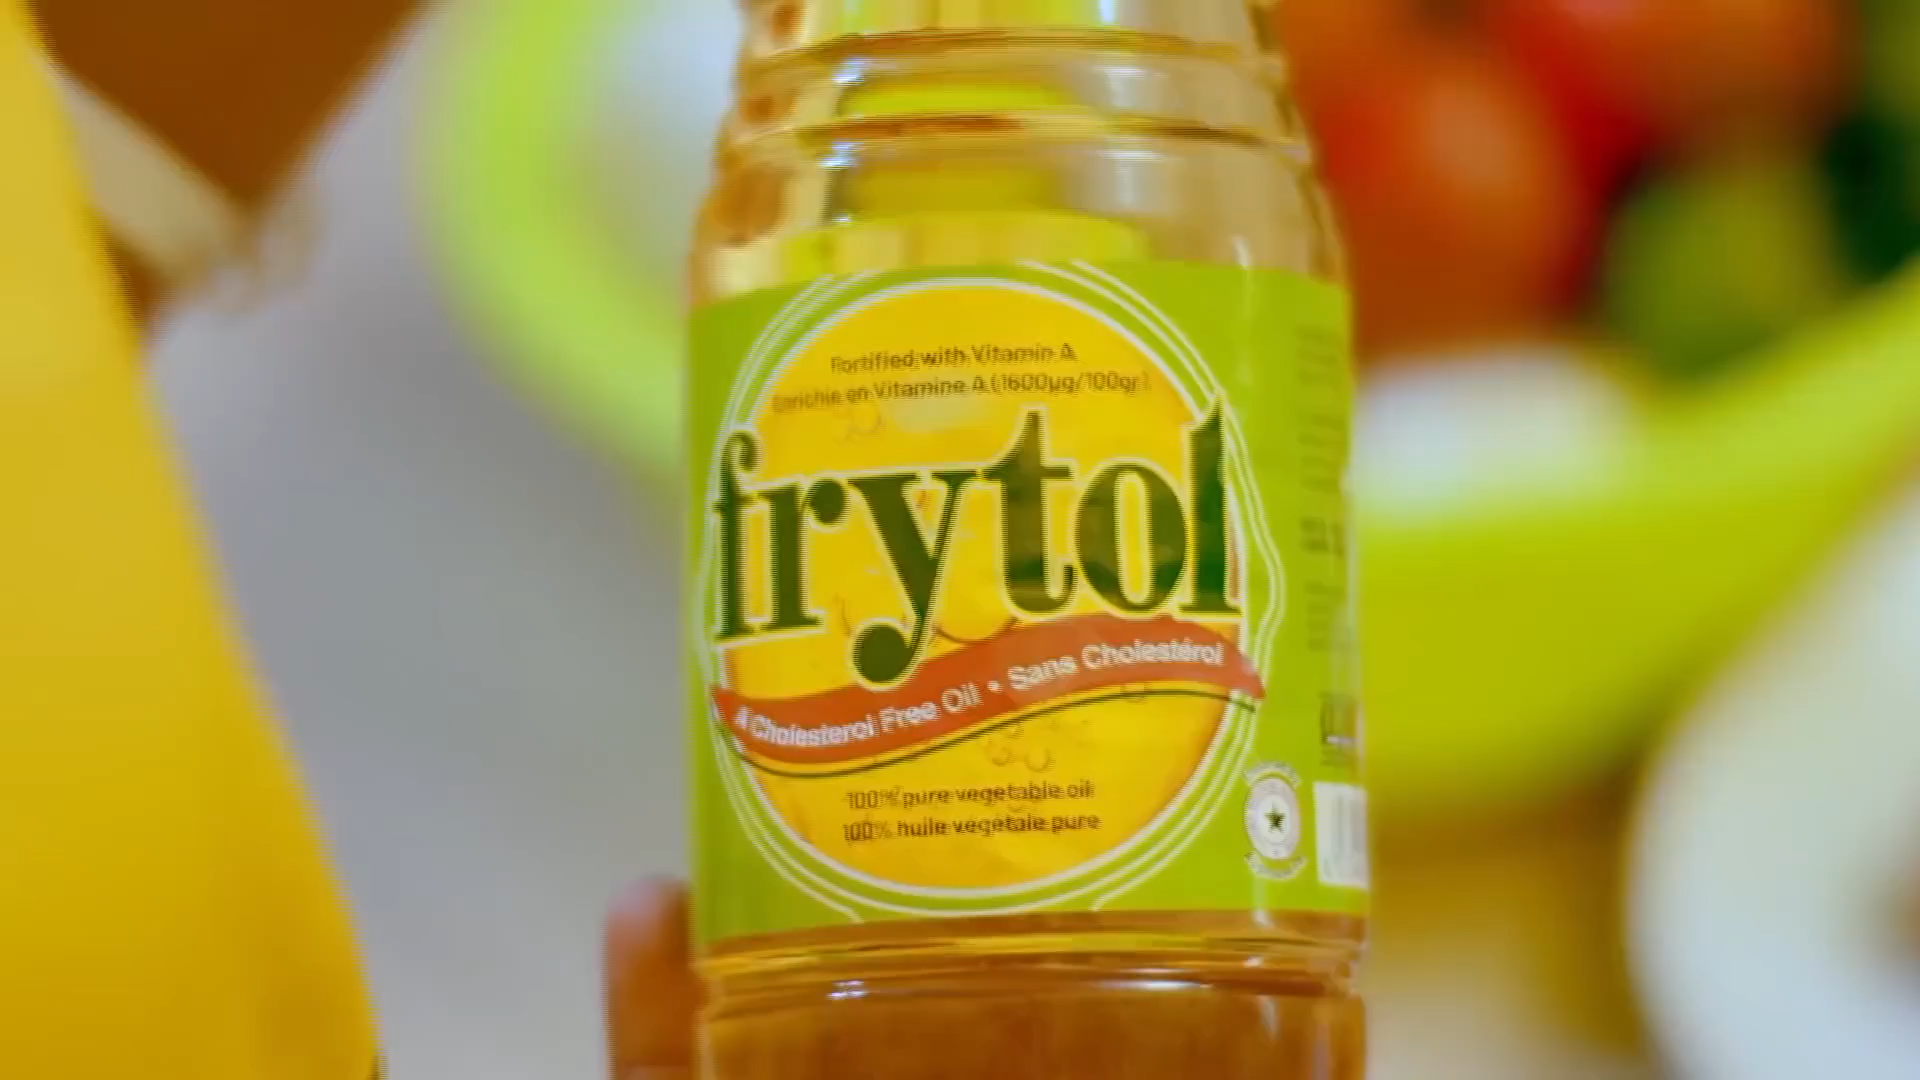 Fortified with Vitamin A
Enrichie en Vitamine A (1600µg/100gr)
frytol
A Cholesterol Free Oil • Sans Cholestérol
100% pure vegetable oil
100% huile vegetale pure